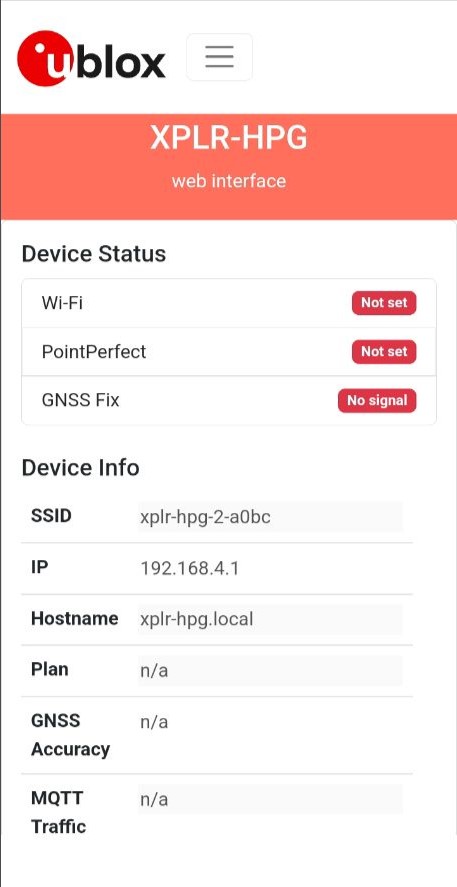 ublox
XPLR-HPG
web interface
Device Status
Wi-Fi Not set
PointPerfect Not set
GNSS Fix No signal
Device Info
SSID xplr-hpg-2-a0bc
IP 192.168.4.1
Hostname xplr-hpg.local
Plan n/a
GNSS n/a
Accuracy
MQTT n/a
Traffic